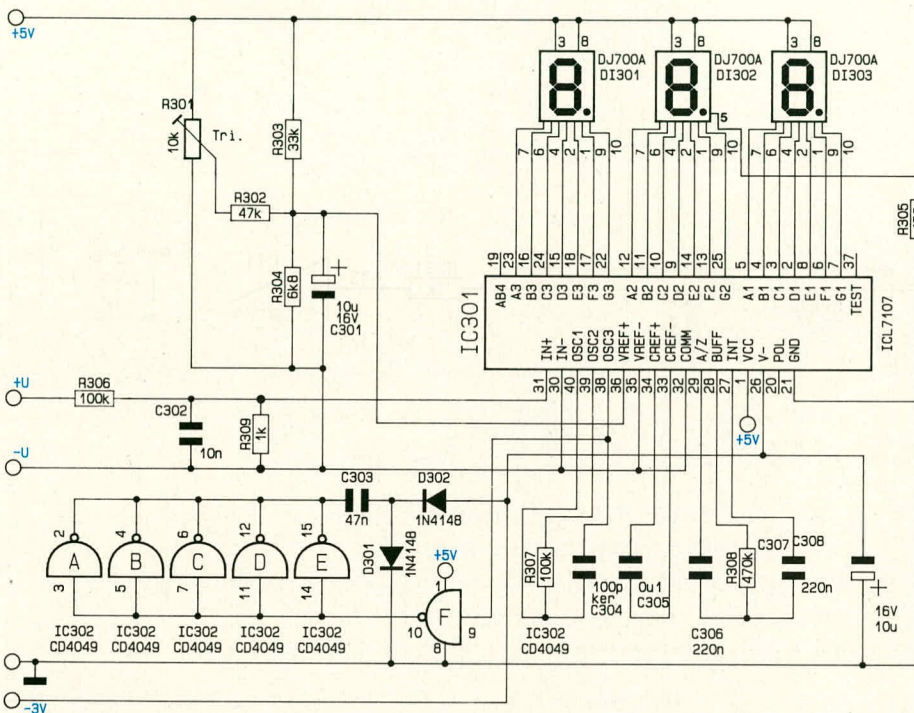 +5V
3 8
DJ700A
DI301
3 8
DJ700A
DI302
5
3 8
DJ700A
DI303
7 6 4 2 1 9 10
7 6 4 2 1 9 10
7 6 4 2 1 9 10
R301
10k
Tri.
R303
33k
R302
47k
R304
6k8
10u
16V
C301
R305
19 23 16 24 15 18 17 22 12 11 10 9 14 13 25 5 4 3 2 8 6 7 37
AB4 A3 B3 C3 D3 E3 F3 G3 A2 B2 C2 D2 E2 F2 G2 A1 B1 C1 D1 E1 F1 G1 TEST
IC301
ICL7107
IN+ IN- OSC1 OSC2 OSC3 VREF+ VREF- CREF+ CREF- COMM A/Z BUFF INT VCC V- POL GND
31 30 40 39 38 36 35 34 33 32 29 28 27 1 26 20 21
+5V
+U
R306
100k
C302
10n
R309
1k
-U
C303
47n
D302
1N4148
D301
1N4148
+5V
2 4 6 12 15
A B C D E
3 5 7 11 14
1
F
10 9
8
IC302
CD4049
IC302
CD4049
IC302
CD4049
IC302
CD4049
IC302
CD4049
R307
100k
IC302
CD4049
100p
ker
C304
0u1
C305
C306
220n
R308
470k
C307
C308
220n
16V
10u
-3V